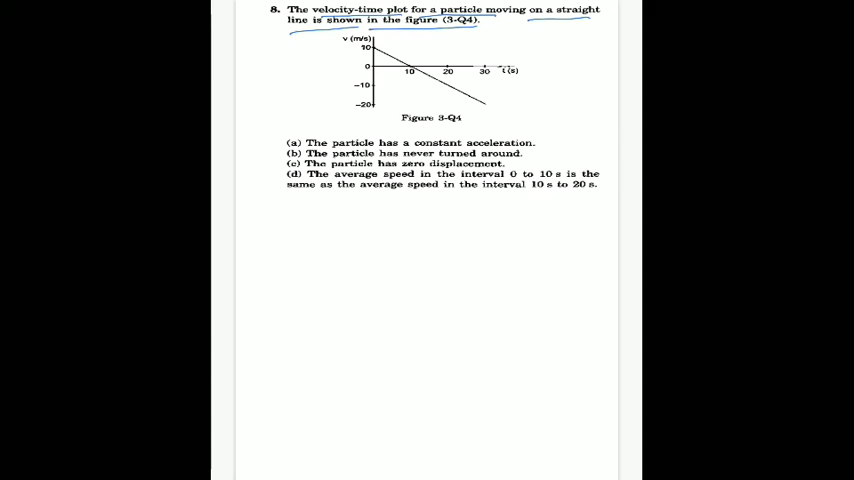 8. The velocity-time plot for a particle moving on a straight
line is shown in the figure (3-Q4).
v (m/s)
10
0
10 20 30 t (s)
–10
–20
Figure 3-Q4
(a) The particle has a constant acceleration.
(b) The particle has never turned around.
(c) The particle has zero displacement.
(d) The average speed in the interval 0 to 10 s is the
same as the average speed in the interval 10 s to 20 s.